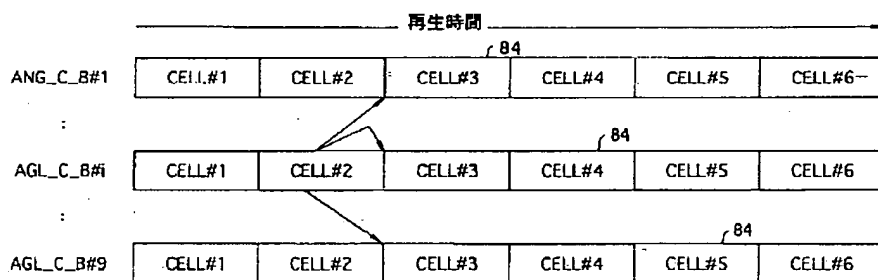 再生時間
84
ANG_C_B#1 CELL#1 CELL#2 CELL#3 CELL#4 CELL#5 CELL#6
:
84
AGL_C_B#i CELL#1 CELL#2 CELL#3 CELL#4 CELL#5 CELL#6
:
84
AGL_C_B#9 CELL#1 CELL#2 CELL#3 CELL#4 CELL#5 CELL#6